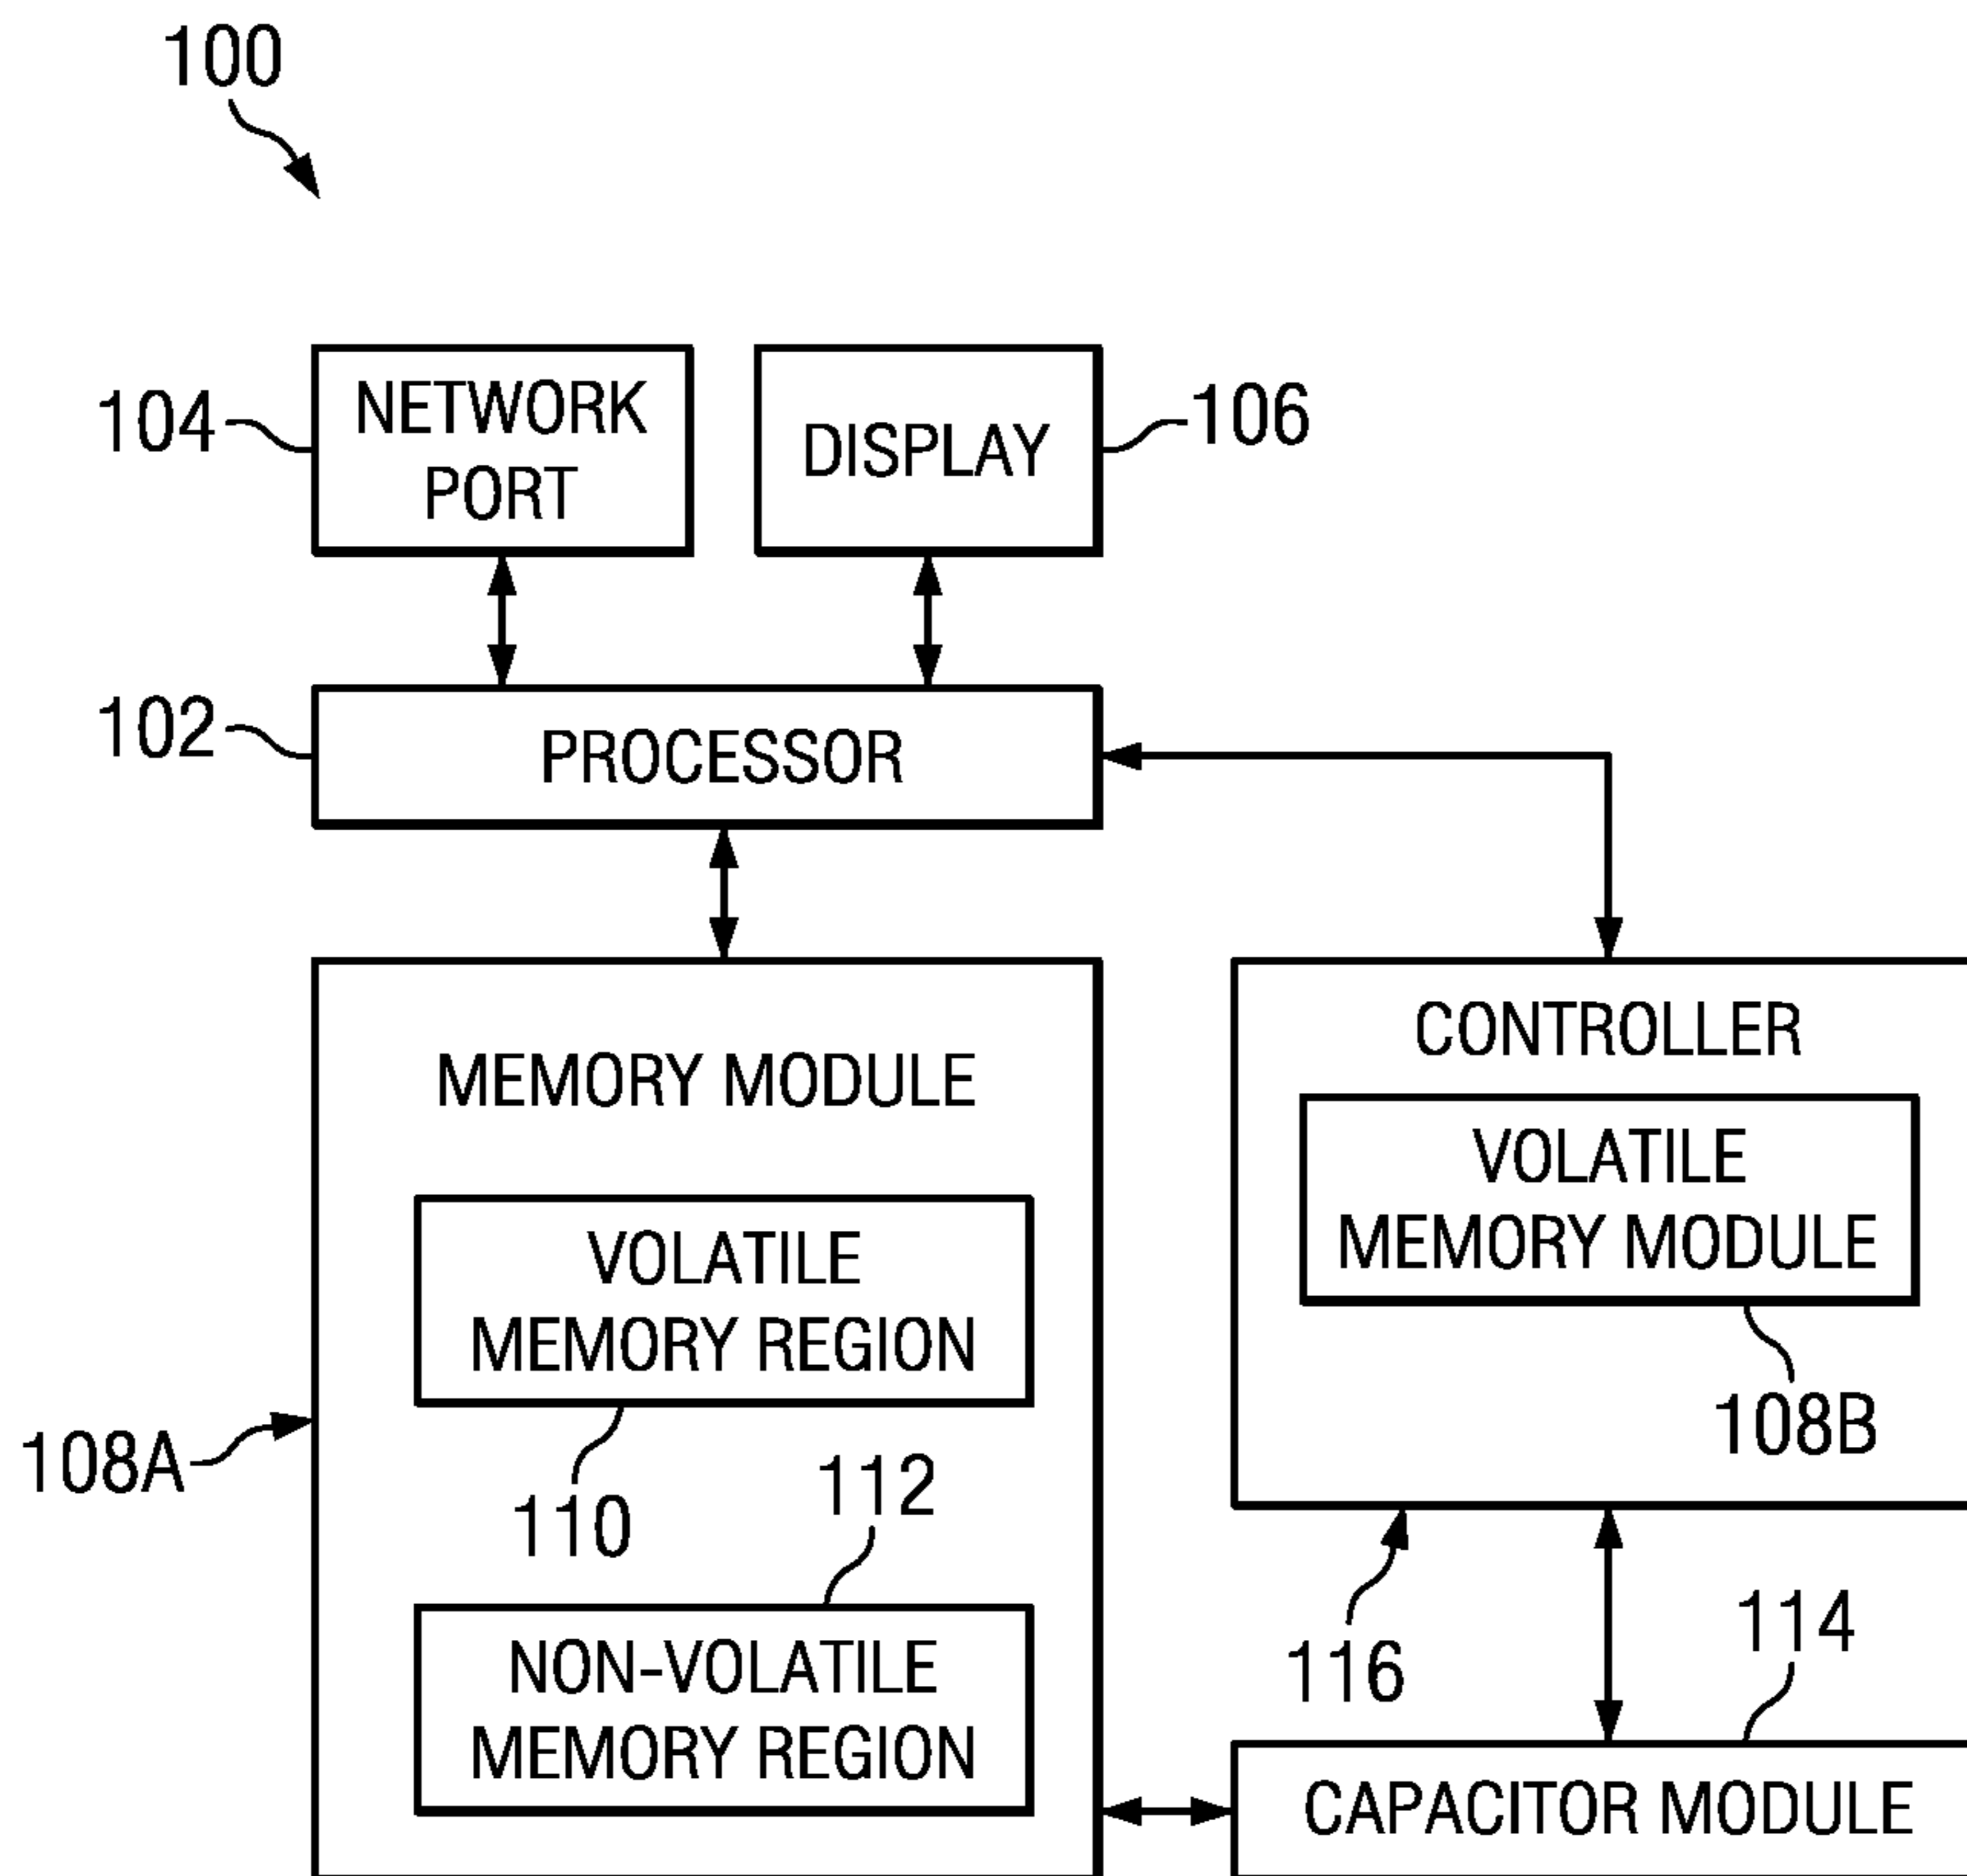 100
104
NETWORK
PORT
DISPLAY
106
102
PROCESSOR
MEMORY MODULE
VOLATILE
MEMORY REGION
108A
110
112
NON-VOLATILE
MEMORY REGION
CONTROLLER
VOLATILE
MEMORY MODULE
108B
116
114
CAPACITOR MODULE